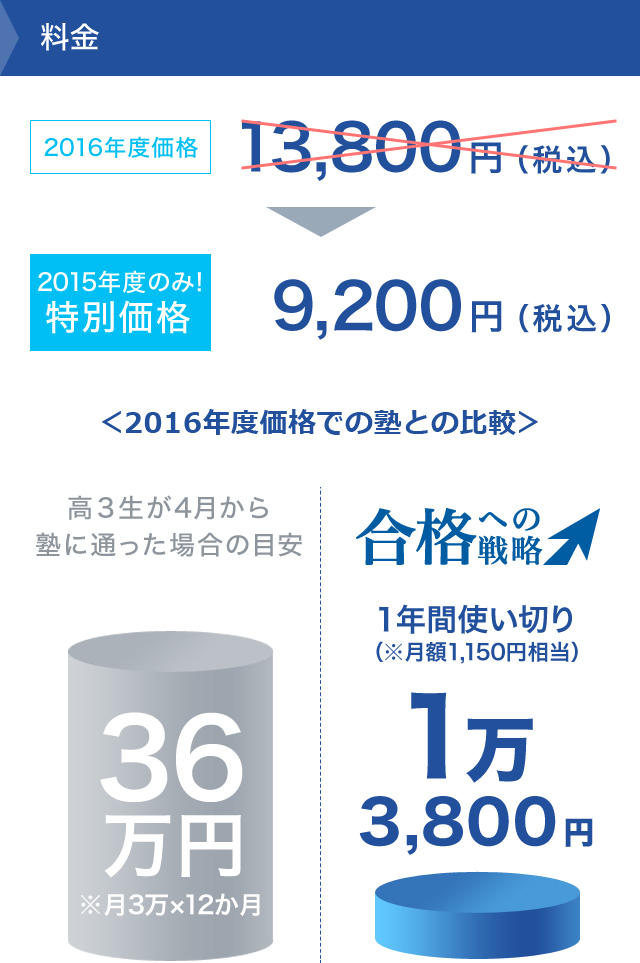 料金
2016年度価格
13,800円（税込）
2015年度のみ!
特別価格
9,200円（税込）
＜2016年度価格での塾との比較＞
高３生が4月から
塾に通った場合の目安
36
万円
※月3万×12か月
合格への
戦略
1年間使い切り
（※月額1,150円相当）
1万
3,800円